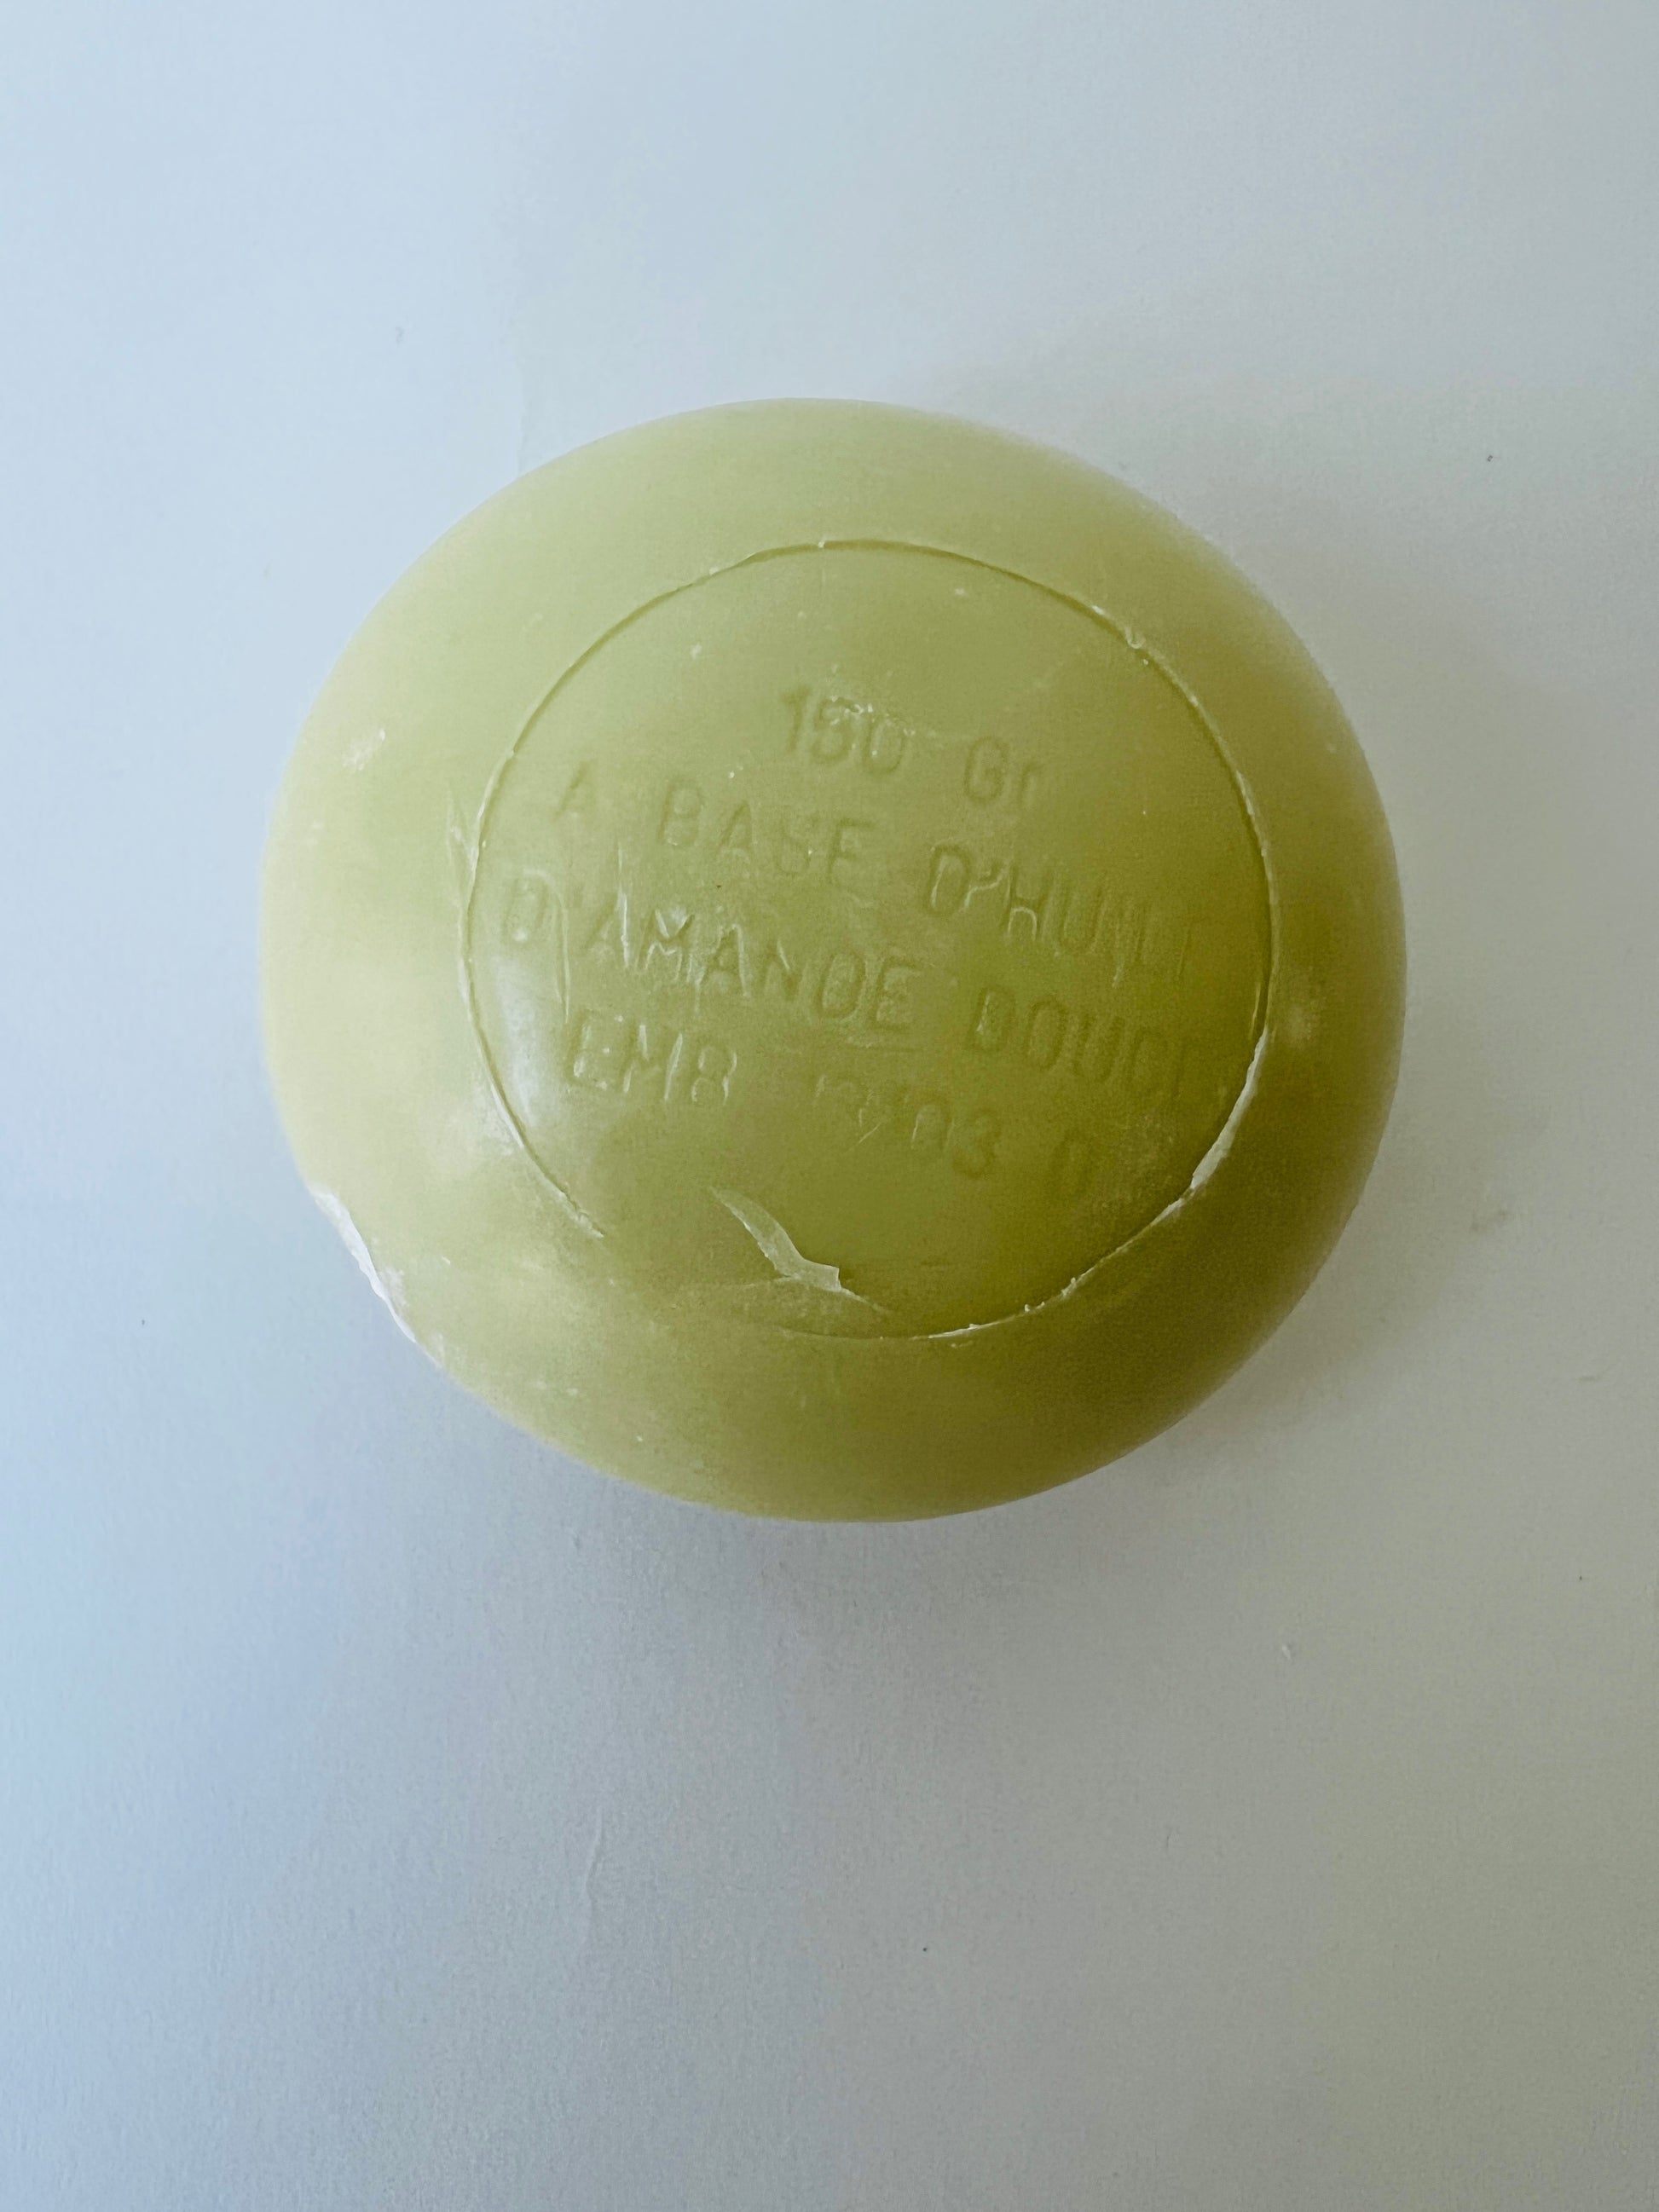 150 Gr
A BASE D'HUILE
D'AMANDE DOUCE
EMB